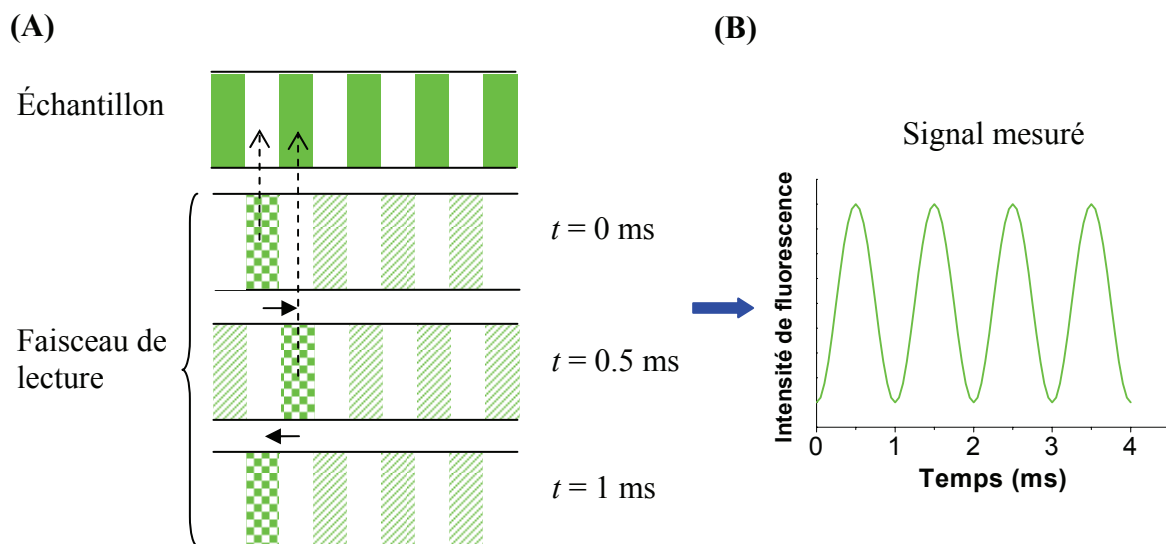 (A)
Échantillon
Faisceau de
lecture
t = 0 ms
t = 0.5 ms
t = 1 ms
(B)
Signal mesuré
Intensité de fluorescence
0 1 2 3 4
Temps (ms)